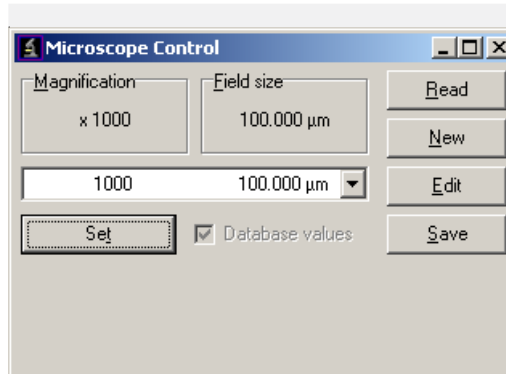 Microscope Control
Magnification
x 1000
Field size
100.000 µm
Read
New
1000 100.000 µm
Edit
Set
Database values
Save